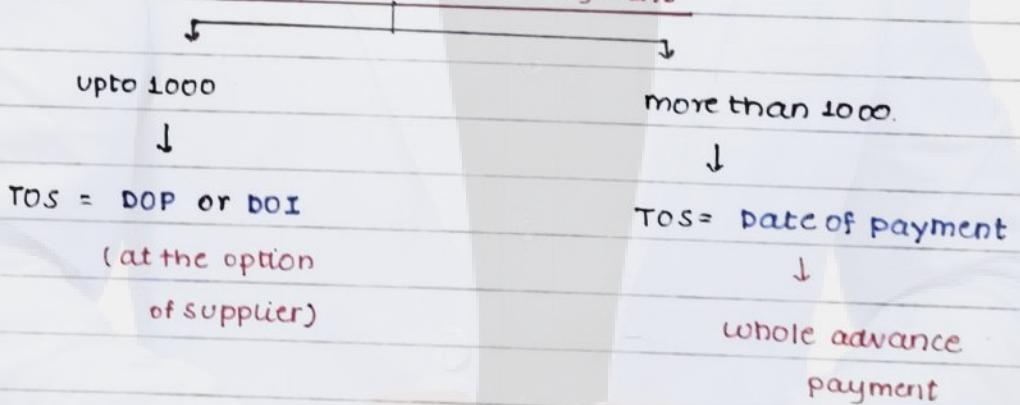 upto 1000
more than 1000.
↓
↓
TOS = DOP or DOI
TOS = Date of payment
(at the option
↓
of supplier)
whole advance
payment